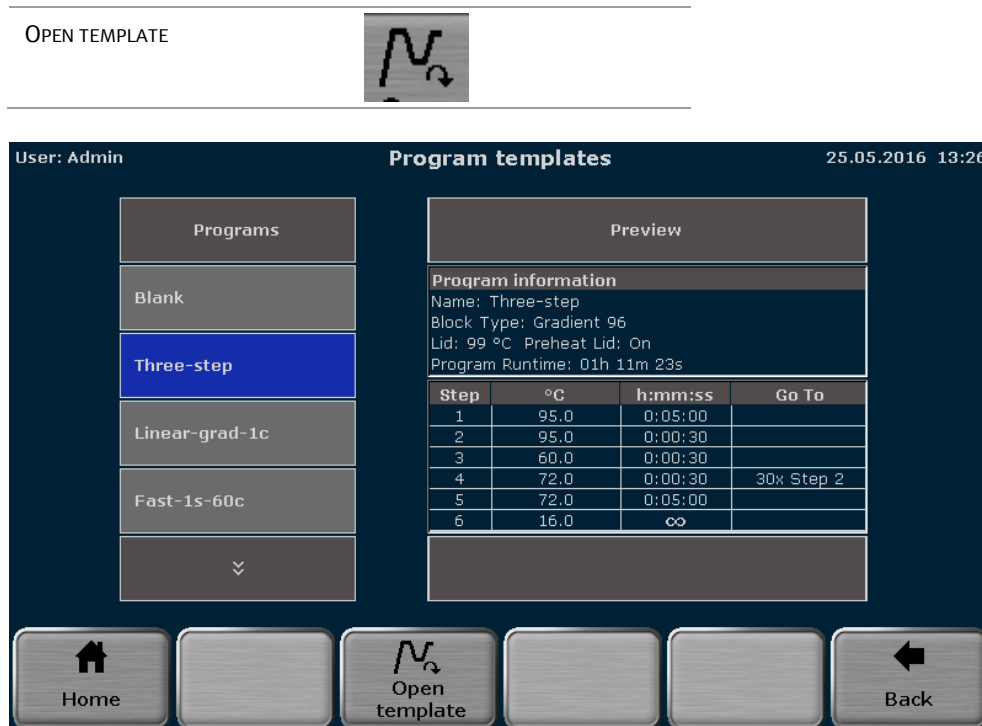 OPEN TEMPLATE
User: Admin Program templates 25.05.2016 13:26
Programs
Blank
Three-step
Linear-grad-1c
Fast-1s-60c
Preview
Program information
Name: Three-step
Block Type: Gradient 96
Lid: 99 °C Preheat Lid: On
Program Runtime: 01h 11m 23s
Step °C h:mm:ss Go To
1 95.0 0:05:00
2 95.0 0:00:30
3 60.0 0:00:30
4 72.0 0:00:30 30x Step 2
5 72.0 0:05:00
6 16.0 ∞
Home
Open
template
Back